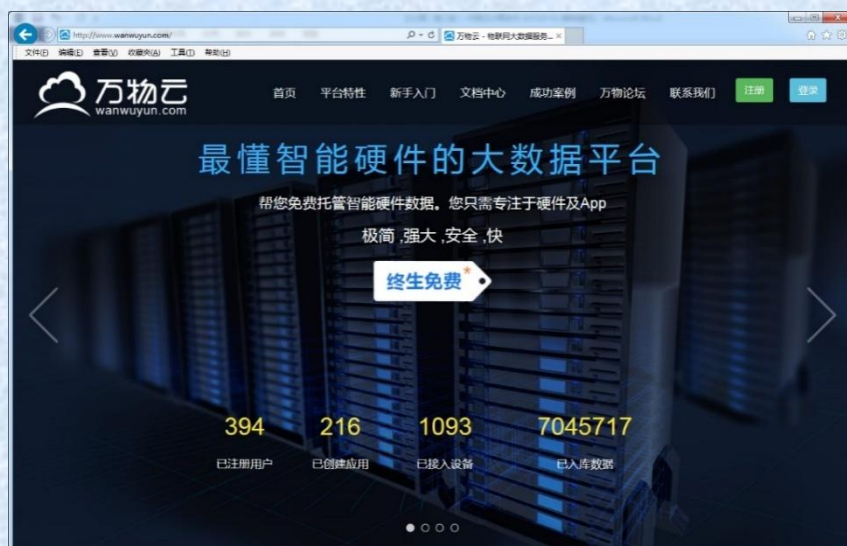 http://www.wanwuyun.com/
万物云 - 物联网大数据服务...
文件(F) 编辑(E) 查看(V) 收藏夹(A) 工具(T) 帮助(H)
万物云
wanwuyun.com
首页 平台特性 新手入门 文档中心 成功案例 万物论坛 联系我们 注册 登录
最懂智能硬件的大数据平台
帮您免费托管智能硬件数据。您只需专注于硬件及App
极简 ,强大 ,安全 ,快
终生免费*
394 216 1093 7045717
已注册用户 已创建应用 已接入设备 已入库数据